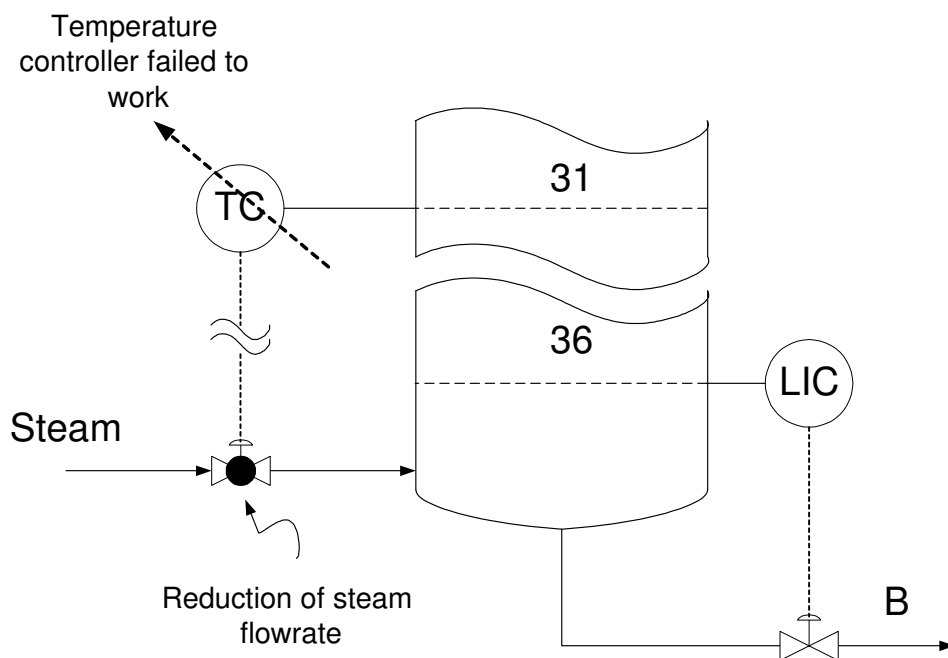 Temperature
controller failed to
work
31
TC
36
LIC
Steam
Reduction of steam
flowrate
B